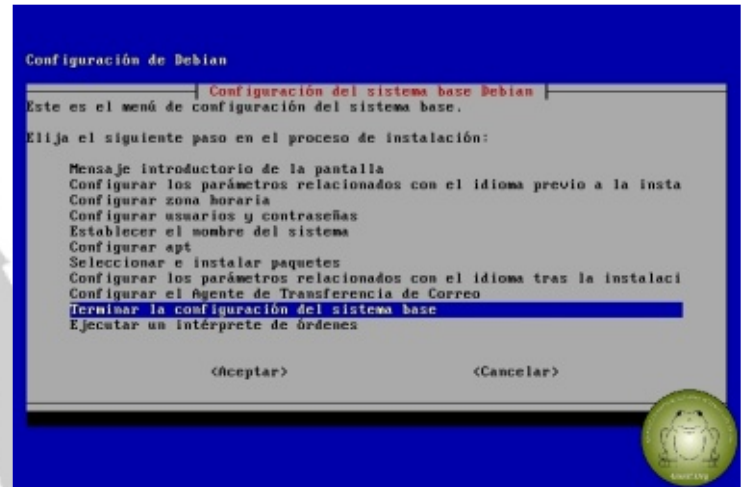 Configuración de Debian
Configuración del sistema base Debian
Este es el menú de configuración del sistema base.
Elija el siguiente paso en el proceso de instalación:
Mensaje introductorio de la pantalla
Configurar los parámetros relacionados con el idioma previo a la insta
Configurar zona horaria
Configurar usuarios y contraseñas
Establecer el nombre del sistema
Configurar apt
Seleccionar e instalar paquetes
Configurar los parámetros relacionados con el idioma tras la instalaci
Configurar el Agente de Transferencia de Correo
Terminar la configuración del sistema base
Ejecutar un intérprete de órdenes
<Aceptar> <Cancelar>